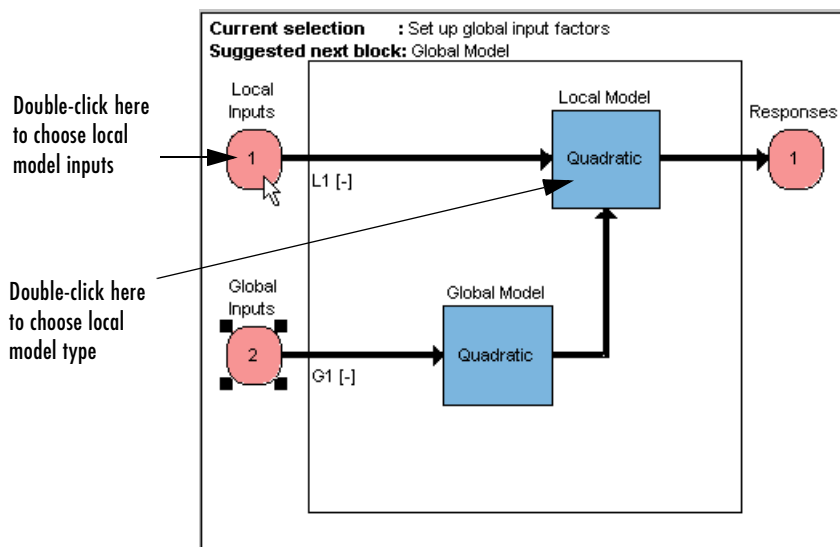 Current selection : Set up global input factors
Suggested next block: Global Model
Double-click here
to choose local
model inputs
Local
Inputs
1
L1 [-]
Local Model
Quadratic
Responses
1
Double-click here
to choose local
model type
Global
Inputs
2
G1 [-]
Global Model
Quadratic